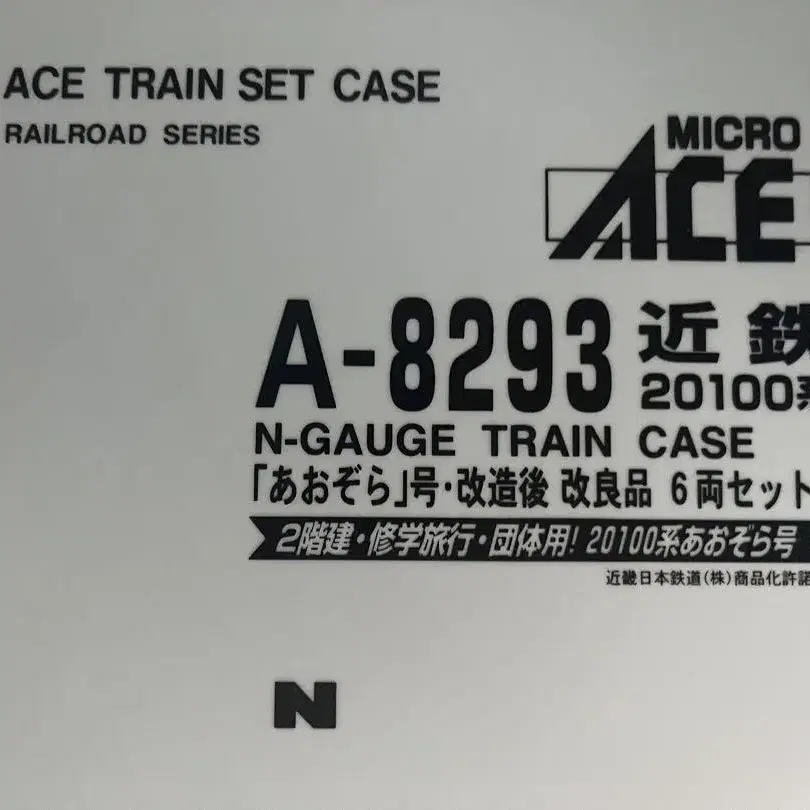 ACE TRAIN SET CASE
RAILROAD SERIES
MICRO
ACE
A-8293 近鉄
20100系
N-GAUGE TRAIN CASE
「あおぞら」号・改造後 改良品 6両セット
2階建・修学旅行・団体用! 20100系あおぞら号
近畿日本鉄道(株)商品化許諾
N